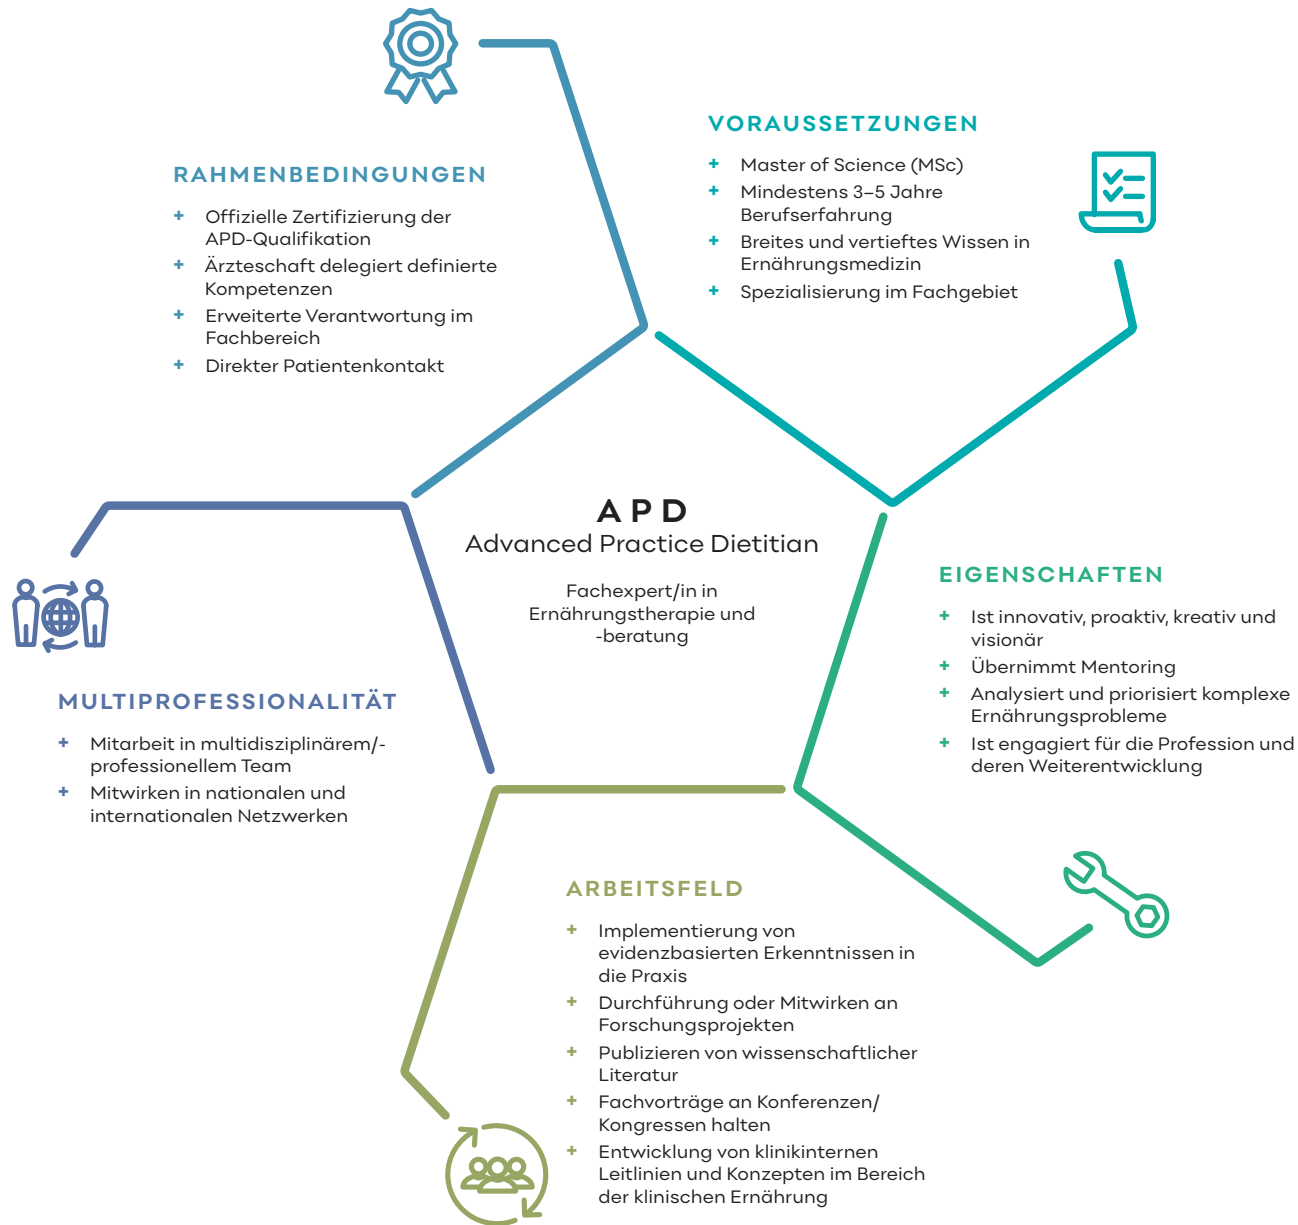 RAHMENBEDINGUNGEN
+ Offizielle Zertifizierung der
APD-Qualifikation
+ Ärzteschaft delegiert definierte
Kompetenzen
+ Erweiterte Verantwortung im
Fachbereich
+ Direkter Patientenkontakt
VORAUSSETZUNGEN
+ Master of Science (MSc)
+ Mindestens 3–5 Jahre
Berufserfahrung
+ Breites und vertieftes Wissen in
Ernährungsmedizin
+ Spezialisierung im Fachgebiet
APD
Advanced Practice Dietitian
Fachexpert/in in
Ernährungstherapie und
-beratung
EIGENSCHAFTEN
+ Ist innovativ, proaktiv, kreativ und
visionär
+ Übernimmt Mentoring
+ Analysiert und priorisiert komplexe
Ernährungsprobleme
+ Ist engagiert für die Profession und
deren Weiterentwicklung
MULTIPROFESSIONALITÄT
+ Mitarbeit in multidisziplinärem/-
professionellem Team
+ Mitwirken in nationalen und
internationalen Netzwerken
ARBEITSFELD
+ Implementierung von
evidenzbasierten Erkenntnissen in
die Praxis
+ Durchführung oder Mitwirken an
Forschungsprojekten
+ Publizieren von wissenschaftlicher
Literatur
+ Fachvorträge an Konferenzen/
Kongressen halten
+ Entwicklung von klinikinternen
Leitlinien und Konzepten im Bereich
der klinischen Ernährung